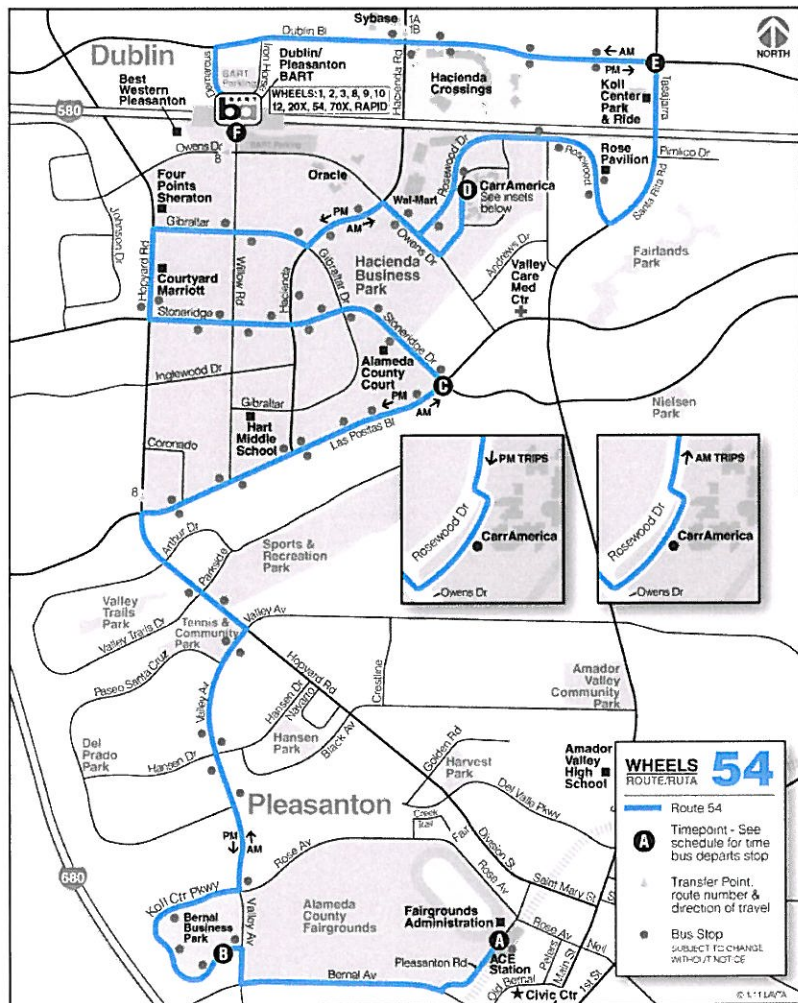 Sybase
1A
1B
Dublin Bl
Dublin
Iron Horse
Demarcus
BART
Parking
Dublin/
Pleasanton
BART
Hacienda Rd
Hacienda
Crossings
← AM
PM →
E
NORTH
Tassajara
Koll
Center
Park
& Ride
Best
Western
Pleasanton
580
BART
ba
F
WHEELS: 1, 2, 3, 8, 9, 10
12, 20X, 54, 70X, RAPID
Owens Dr
8
BART Parking
Oracle
Rosewood Dr
Rosewood
Rose
Pavilion
Pimlico Dr
Santa Rita Rd
Four
Points
Sheraton
Wal-Mart
D
CarrAmerica
See insets
below
Johnson Dr
Gibraltar
PM
AM
Owens Dr
Andrews Dr
Fairlands
Park
Hopyard Rd
Courtyard
Marriott
Willow Rd
Hacienda
Gibraltar Dr
Hacienda
Business
Park
Valley
Care
Med
Ctr
Stoneridge
Stoneridge Dr
Alameda
County
Court
Inglewood Dr
C
PM
AM
Gibraltar
Hart
Middle
School
Las Positas Bl
Nielsen
Park
Coronado
8
PM TRIPS
Rosewood Dr
CarrAmerica
Owens Dr
AM TRIPS
Rosewood Dr
CarrAmerica
Owens Dr
Arthur Dr
Parkside
Sports &
Recreation
Park
Valley
Trails
Park
Valley Trails Dr
Tennis &
Community
Park
Valley Av
Paseo Santa Cruz
Hopyard Rd
Crestline
Valley Av
Hansen Dr
Navarro
Hansen
Park
Black Av
Amador
Valley
Community
Park
Del
Prado
Park
Hansen Dr
Golden Rd
Harvest
Park
Amador
Valley
High
School
Pleasanton
Del Valle Pkwy
Creek
Trail
Fair
Division St
PM
AM
Rose Av
Rose Av
Saint Mary St
680
Koll Ctr Pkwy
Bernal
Business
Park
Valley Av
Alameda
County
Fairgrounds
Fairgrounds
Administration
Rose Av
B
A
ACE
Station
Peters
Main St
1st St
Bernal Av
Pleasanton Rd
Old Bernal
★ Civic Ctr
WHEELS
ROUTE/RUTA
54
Route 54
A
Timepoint - See
schedule for time
bus departs stop
Transfer Point,
route number &
direction of travel
Bus Stop
SUBJECT TO CHANGE
WITHOUT NOTICE